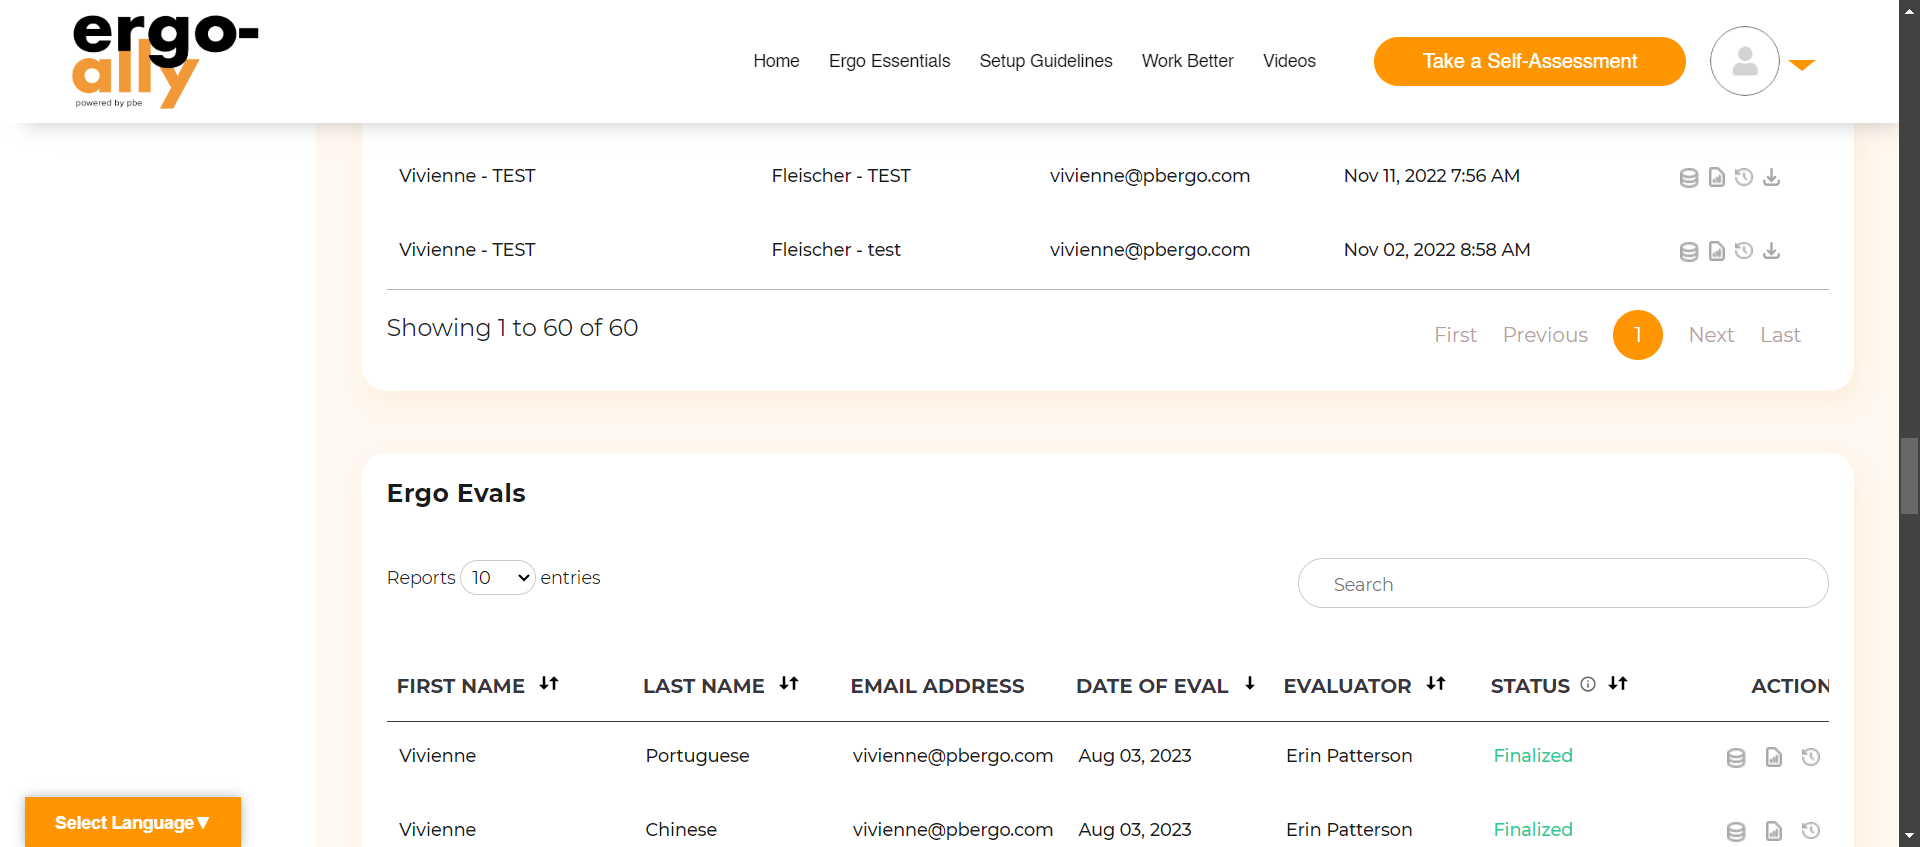 ergo-
ally
powered by pbe
Home Ergo Essentials Setup Guidelines Work Better Videos Take a Self-Assessment
Vivienne - TEST Fleischer - TEST vivienne@pbergo.com Nov 11, 2022 7:56 AM
Vivienne - TEST Fleischer - test vivienne@pbergo.com Nov 02, 2022 8:58 AM
Showing 1 to 60 of 60
First Previous 1 Next Last
Ergo Evals
Reports 10 entries
Search
FIRST NAME LAST NAME EMAIL ADDRESS DATE OF EVAL EVALUATOR STATUS ACTION
Vivienne Portuguese vivienne@pbergo.com Aug 03, 2023 Erin Patterson Finalized
Vivienne Chinese vivienne@pbergo.com Aug 03, 2023 Erin Patterson Finalized
Select Language▼